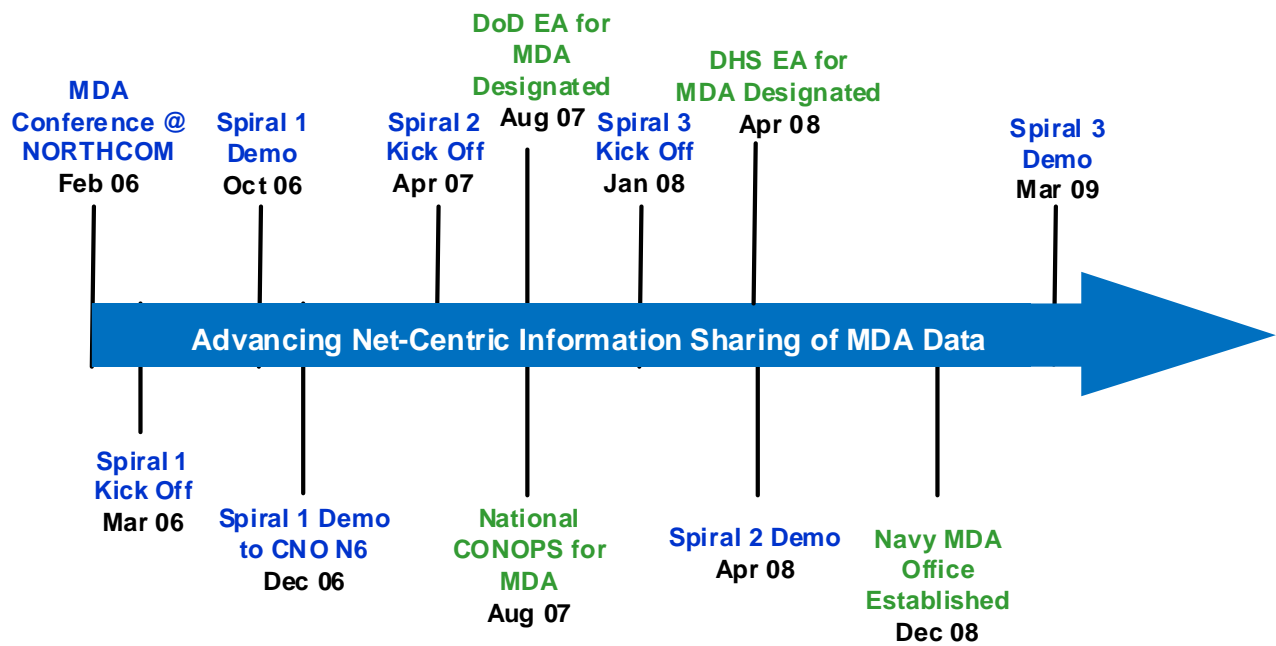 MDA
Conference @
NORTHCOM
Feb 06
Spiral 1
Demo
Oct 06
Spiral 2
Kick Off
Apr 07
DoD EA for
MDA
Designated
Aug 07
Spiral 3
Kick Off
Jan 08
DHS EA for
MDA Designated
Apr 08
Spiral 3
Demo
Mar 09
Advancing Net-Centric Information Sharing of MDA Data
Spiral 1
Kick Off
Mar 06
Spiral 1 Demo
to CNO N6
Dec 06
National
CONOPS for
MDA
Aug 07
Spiral 2 Demo
Apr 08
Navy MDA
Office
Established
Dec 08